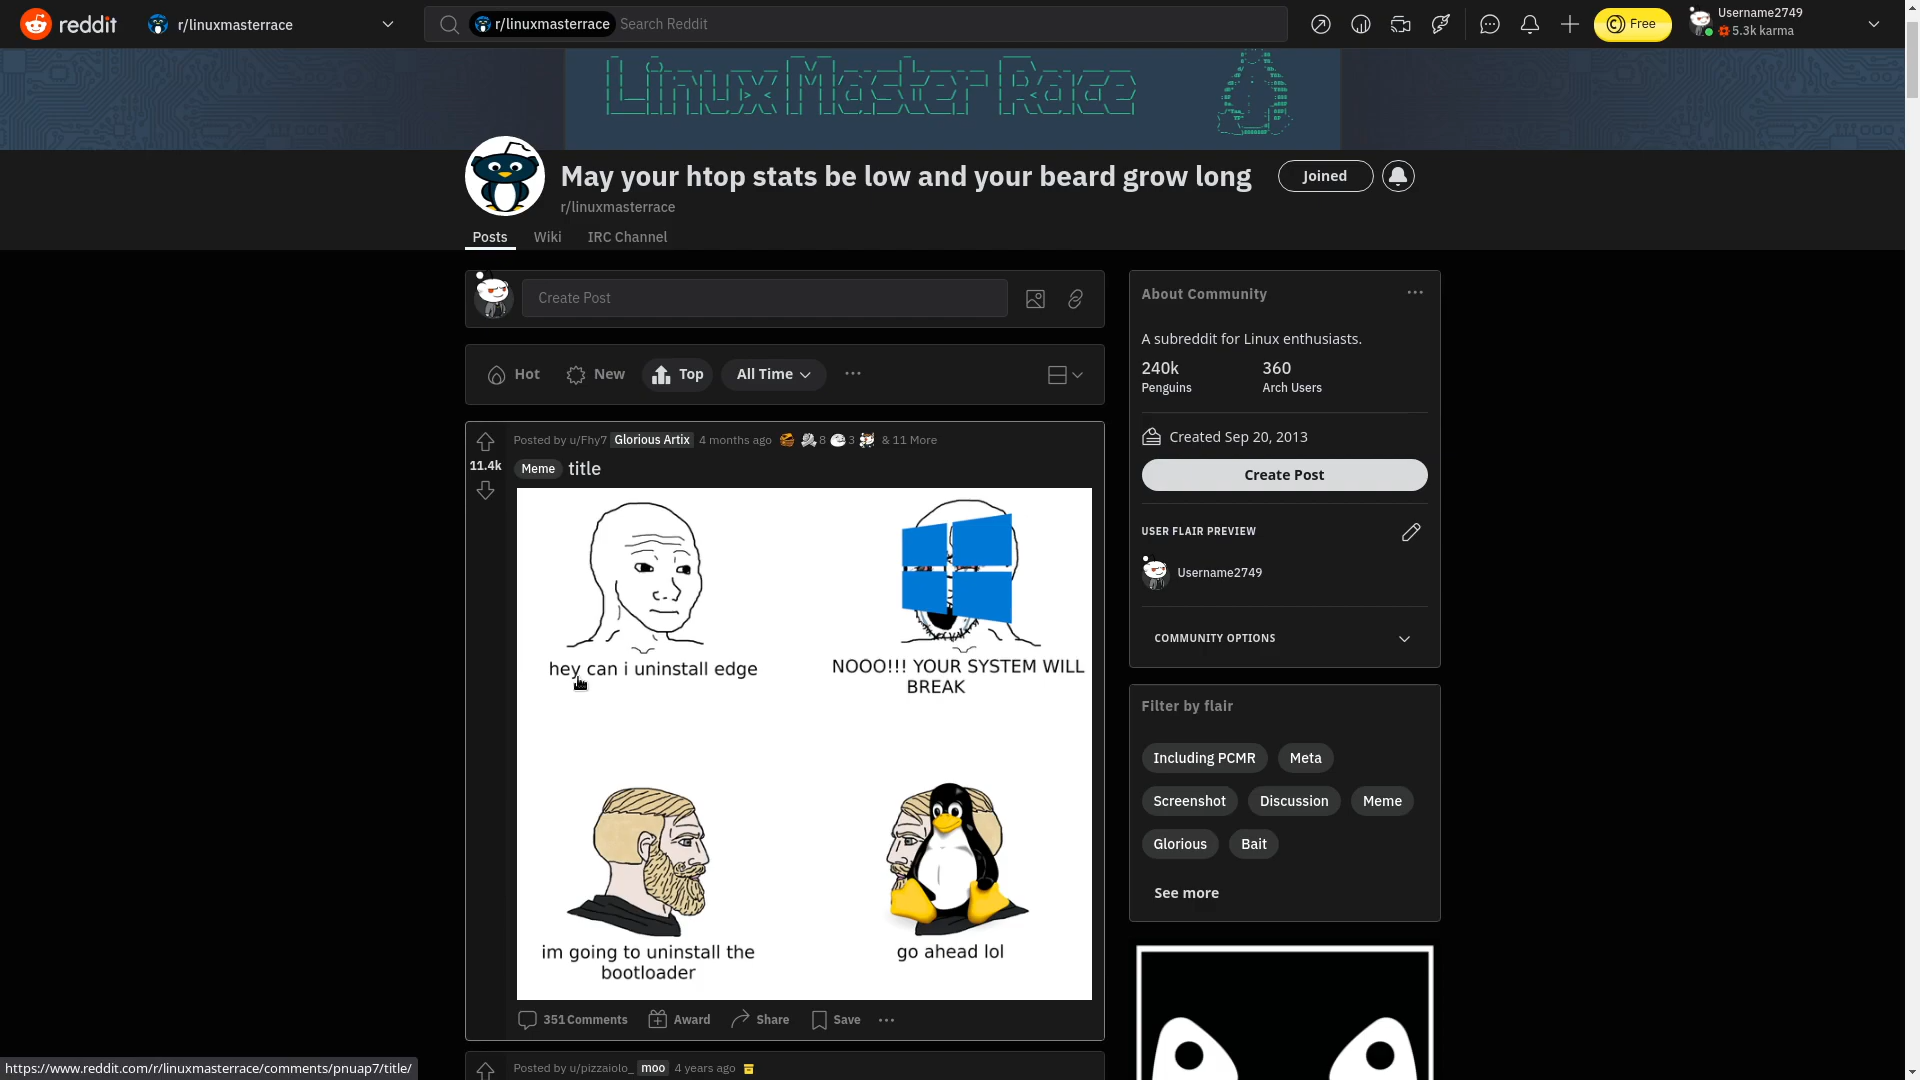 reddit
r/linuxmasterrace
r/linuxmasterrace Search Reddit
Free
Username2749
5.3k karma
Linux Master Race
May your htop stats be low and your beard grow long
Joined
r/linuxmasterrace
Posts Wiki IRC Channel
Create Post
Hot New Top All Time
Posted by u/Fhy7 Glorious Artix 4 months ago 8 3 & 11 More
11.4k
Meme title
hey can i uninstall edge
NOOO!!! YOUR SYSTEM WILL
BREAK
im going to uninstall the
bootloader
go ahead lol
351 Comments Award Share Save
Posted by u/pizzaiolo_ moo 4 years ago
About Community
A subreddit for Linux enthusiasts.
240k 360
Penguins Arch Users
Created Sep 20, 2013
Create Post
USER FLAIR PREVIEW
Username2749
COMMUNITY OPTIONS
Filter by flair
Including PCMR Meta
Screenshot Discussion Meme
Glorious Bait
See more
https://www.reddit.com/r/linuxmasterrace/comments/pnuap7/title/